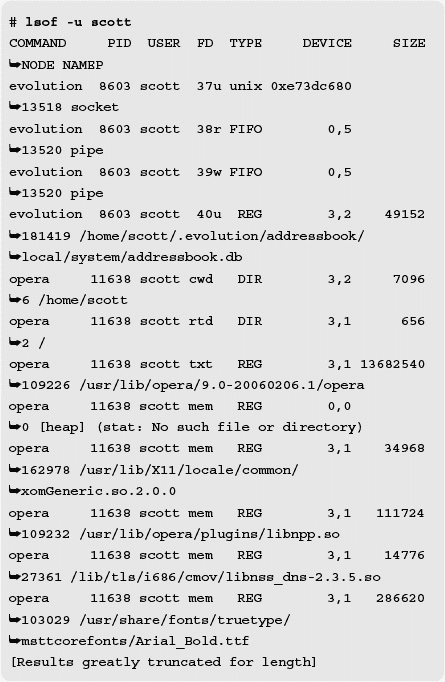 # lsof -u scott
COMMAND     PID  USER  FD  TYPE     DEVICE     SIZE
➥NODE NAMEP
evolution  8603 scott  37u unix 0xe73dc680
➥13518 socket
evolution  8603 scott  38r FIFO        0,5
➥13520 pipe
evolution  8603 scott  39w FIFO        0,5
➥13520 pipe
evolution  8603 scott  40u  REG        3,2    49152
➥181419 /home/scott/.evolution/addressbook/
➥local/system/addressbook.db
opera     11638 scott cwd   DIR        3,2     7096
➥6 /home/scott
opera     11638 scott rtd   DIR        3,1      656
➥2 /
opera     11638 scott txt   REG        3,1 13682540
➥109226 /usr/lib/opera/9.0-20060206.1/opera
opera     11638 scott mem   REG        0,0
➥0 [heap] (stat: No such file or directory)
opera     11638 scott mem   REG        3,1    34968
➥162978 /usr/lib/X11/locale/common/
➥xomGeneric.so.2.0.0
opera     11638 scott mem   REG        3,1   111724
➥109232 /usr/lib/opera/plugins/libnpp.so
opera     11638 scott mem   REG        3,1    14776
➥27361 /lib/tls/i686/cmov/libnss_dns-2.3.5.so
opera     11638 scott mem   REG        3,1   286620
➥103029 /usr/share/fonts/truetype/
➥msttcorefonts/Arial_Bold.ttf
[Results greatly truncated for length]